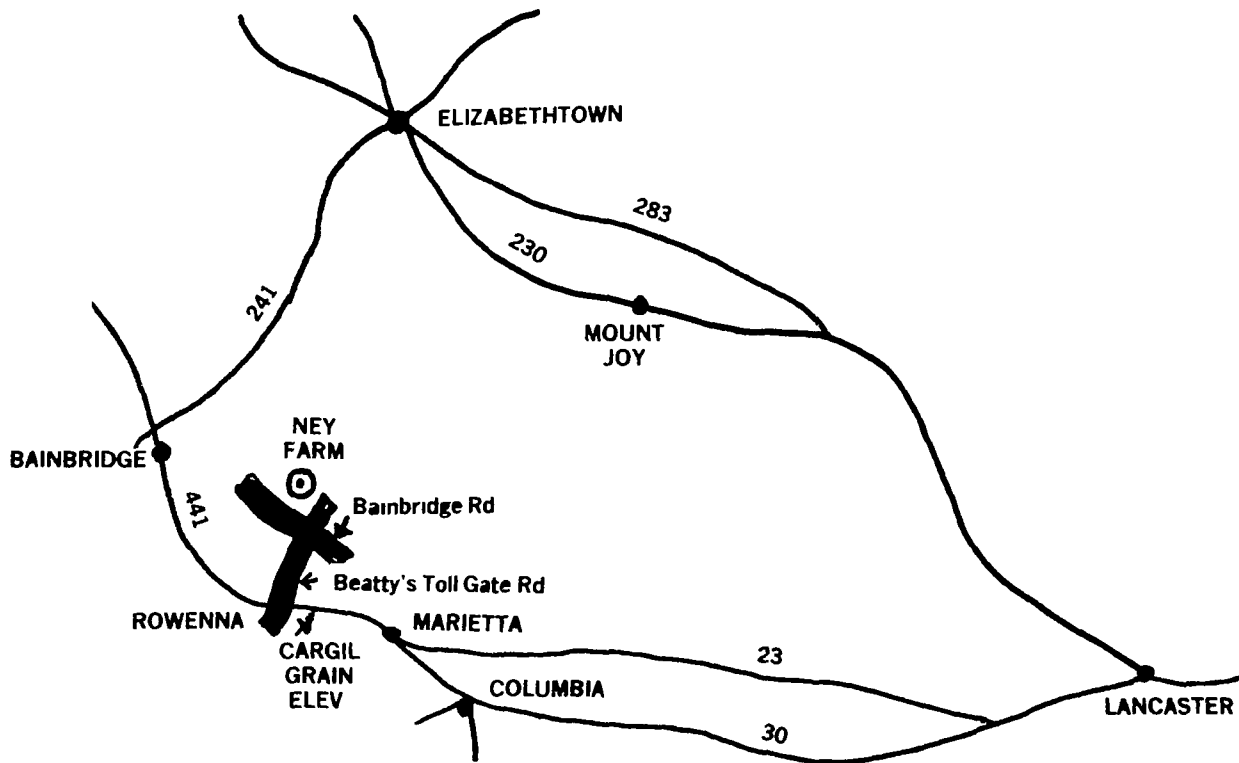 ELIZABETHTOWN
283
230
241
MOUNT
JOY
NEY
FARM
BAINBRIDGE
Bainbridge Rd
441
Beatty's Toll Gate Rd
ROWENNA
MARIETTA
CARGIL
GRAIN
ELEV
23
COLUMBIA
LANCASTER
30